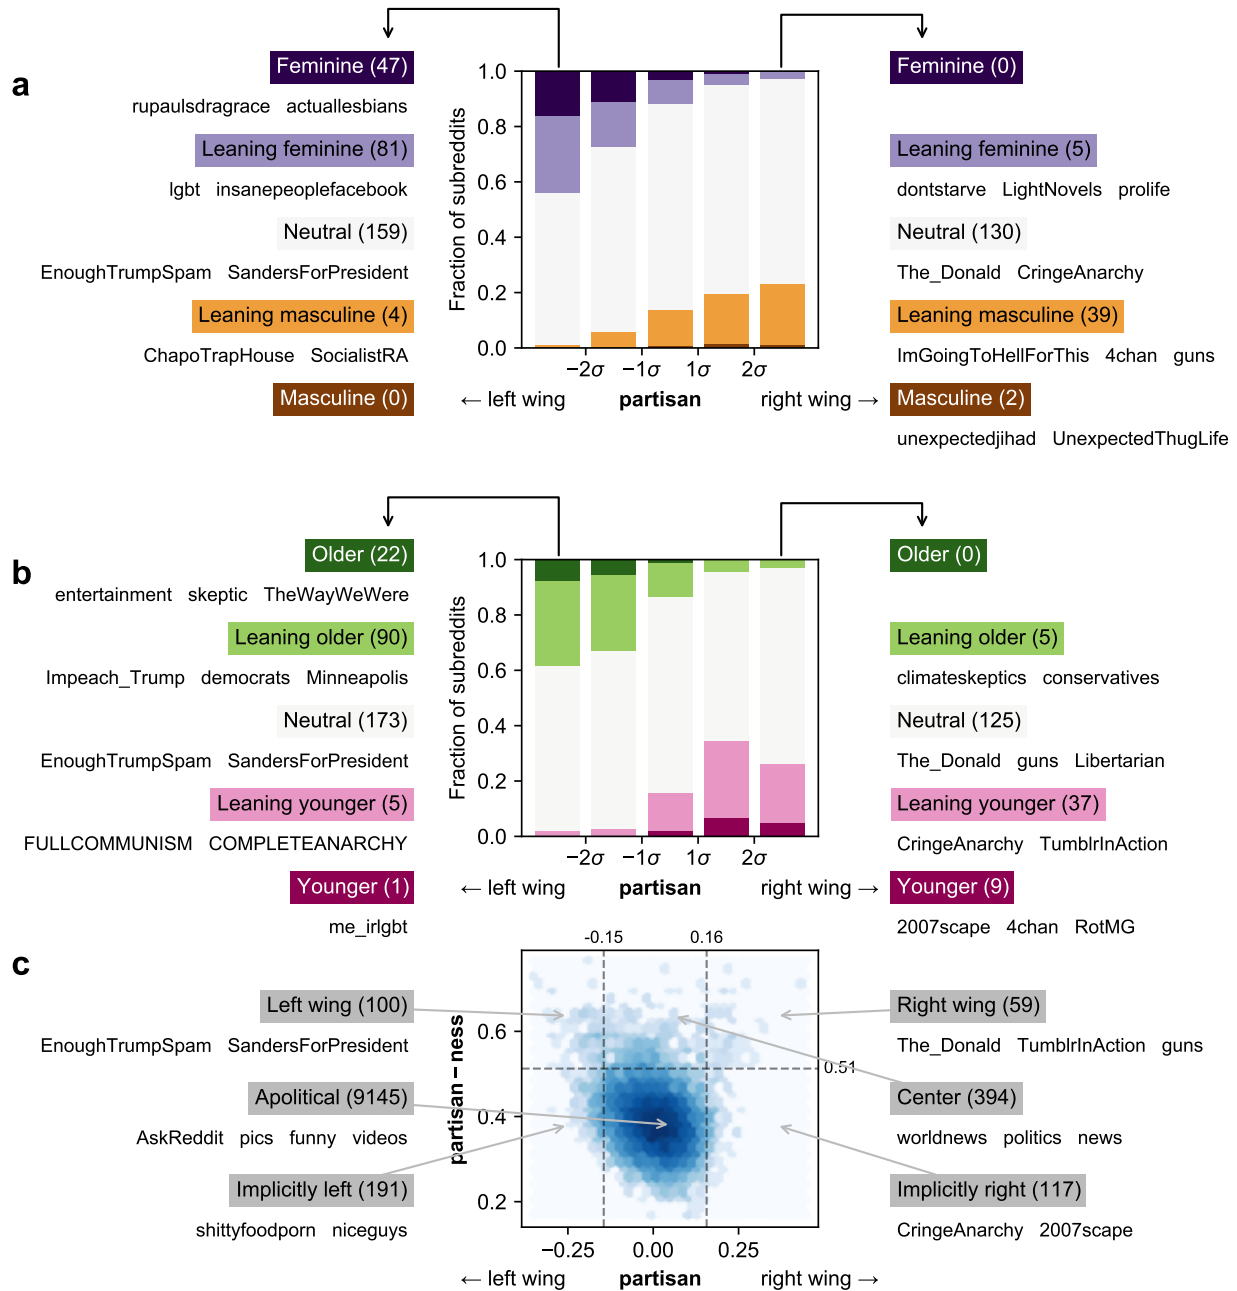 a
Feminine (47)
rupaulsdragrace actuallesbians
Leaning feminine (81)
lgbt insanepeoplefacebook
Neutral (159)
EnoughTrumpSpam SandersForPresident
Leaning masculine (4)
ChapoTrapHouse SocialistRA
Masculine (0)
Fraction of subreddits
1.0
0.8
0.6
0.4
0.2
0.0
−2σ −1σ 1σ 2σ
← left wing partisan right wing →
Feminine (0)
Leaning feminine (5)
dontstarve LightNovels prolife
Neutral (130)
The_Donald CringeAnarchy
Leaning masculine (39)
ImGoingToHellForThis 4chan guns
Masculine (2)
unexpectedjihad UnexpectedThugLife
b
Older (22)
entertainment skeptic TheWayWeWere
Leaning older (90)
Impeach_Trump democrats Minneapolis
Neutral (173)
EnoughTrumpSpam SandersForPresident
Leaning younger (5)
FULLCOMMUNISM COMPLETEANARCHY
Younger (1)
me_irlgbt
Fraction of subreddits
1.0
0.8
0.6
0.4
0.2
0.0
−2σ −1σ 1σ 2σ
← left wing partisan right wing →
Older (0)
Leaning older (5)
climateskeptics conservatives
Neutral (125)
The_Donald guns Libertarian
Leaning younger (37)
CringeAnarchy TumblrInAction
Younger (9)
2007scape 4chan RotMG
c
Left wing (100)
EnoughTrumpSpam SandersForPresident
Apolitical (9145)
AskReddit pics funny videos
Implicitly left (191)
shittyfoodporn niceguys
partisan−ness
-0.15 0.16
0.6
0.51
0.4
0.2
−0.25 0.00 0.25
← left wing partisan right wing →
Right wing (59)
The_Donald TumblrInAction guns
Center (394)
worldnews politics news
Implicitly right (117)
CringeAnarchy 2007scape